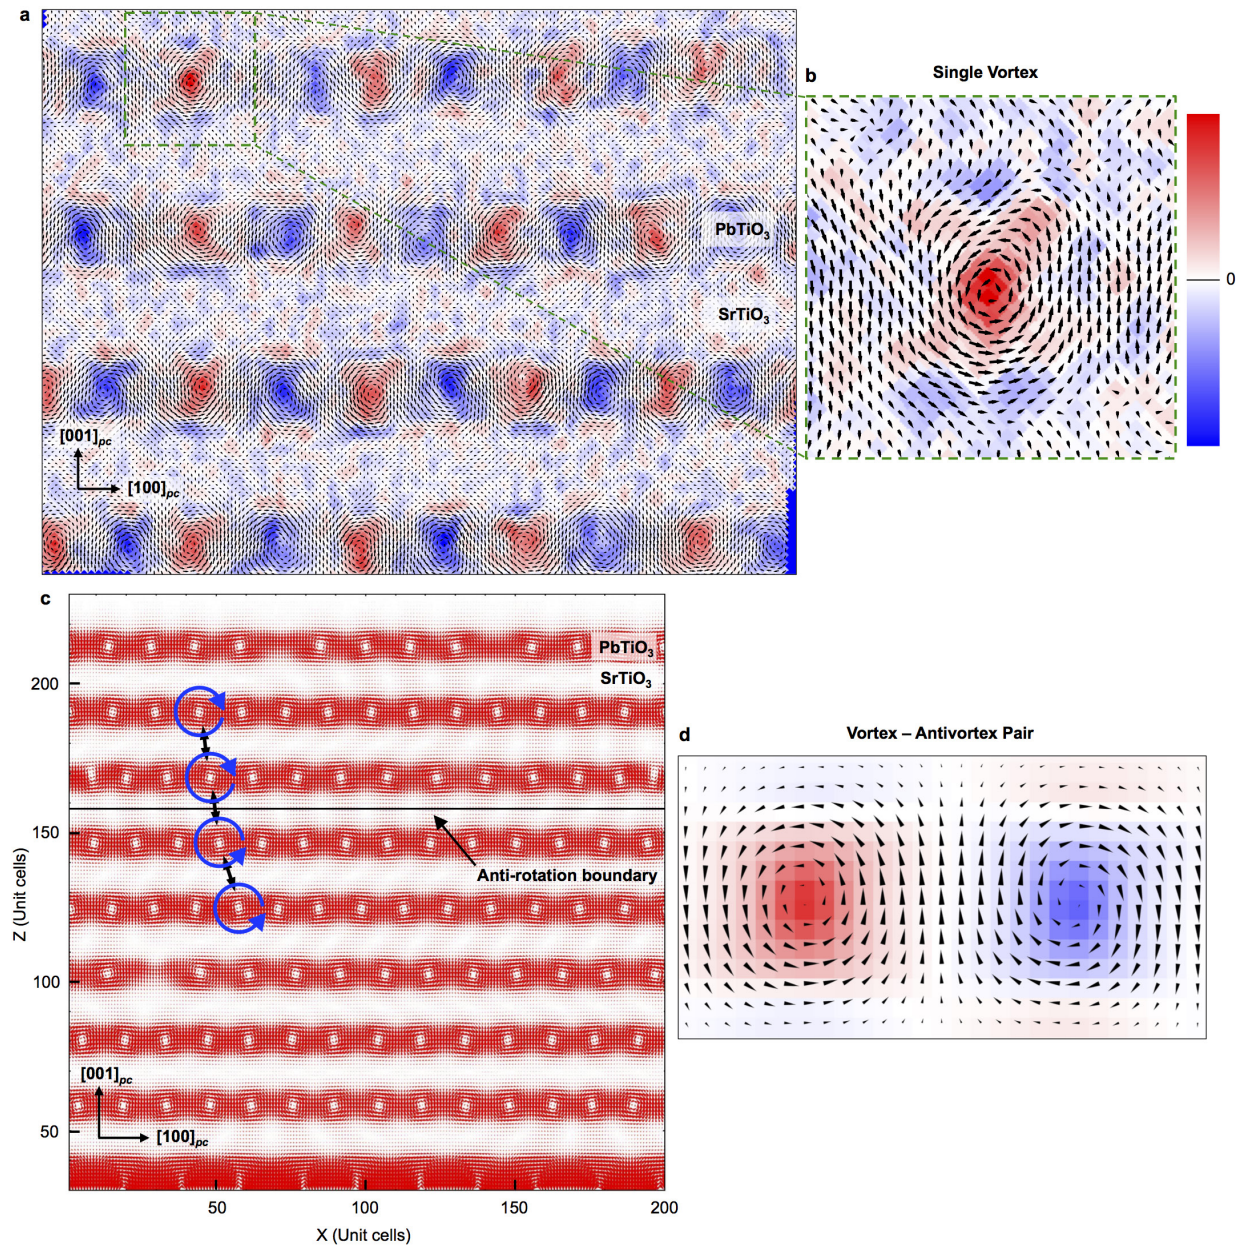 a
PbTiO3
SrTiO3
[001]pc
[100]pc
b
Single Vortex
0
c
PbTiO3
SrTiO3
200
150
100
50
Z (Unit cells)
Anti-rotation boundary
[001]pc
[100]pc
50
100
150
200
X (Unit cells)
d
Vortex – Antivortex Pair